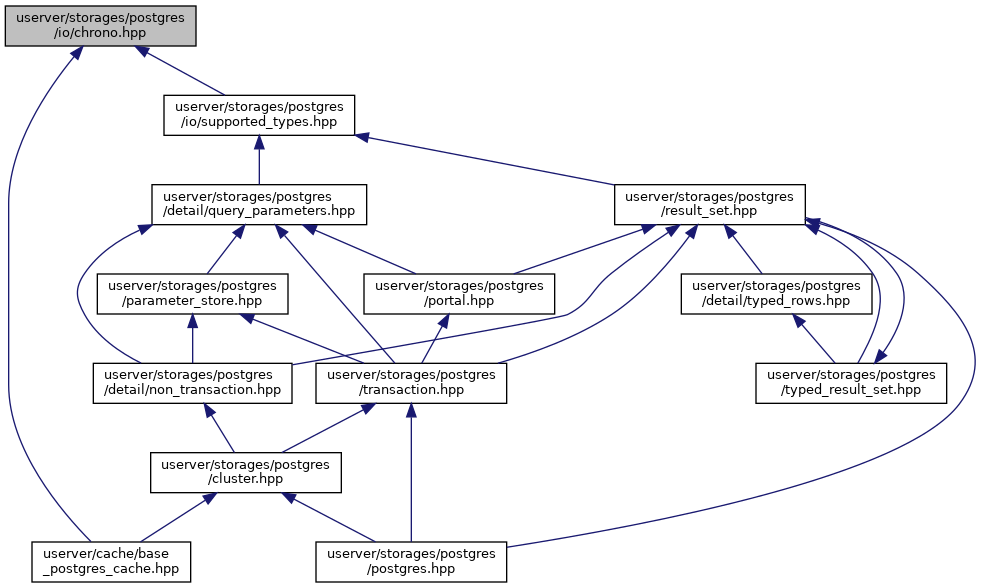 userver/storages/postgres
/io/chrono.hpp
userver/storages/postgres
/io/supported_types.hpp
userver/storages/postgres
/detail/query_parameters.hpp
userver/storages/postgres
/result_set.hpp
userver/storages/postgres
/parameter_store.hpp
userver/storages/postgres
/portal.hpp
userver/storages/postgres
/detail/typed_rows.hpp
userver/storages/postgres
/detail/non_transaction.hpp
userver/storages/postgres
/transaction.hpp
userver/storages/postgres
/typed_result_set.hpp
userver/storages/postgres
/cluster.hpp
userver/cache/base
_postgres_cache.hpp
userver/storages/postgres
/postgres.hpp